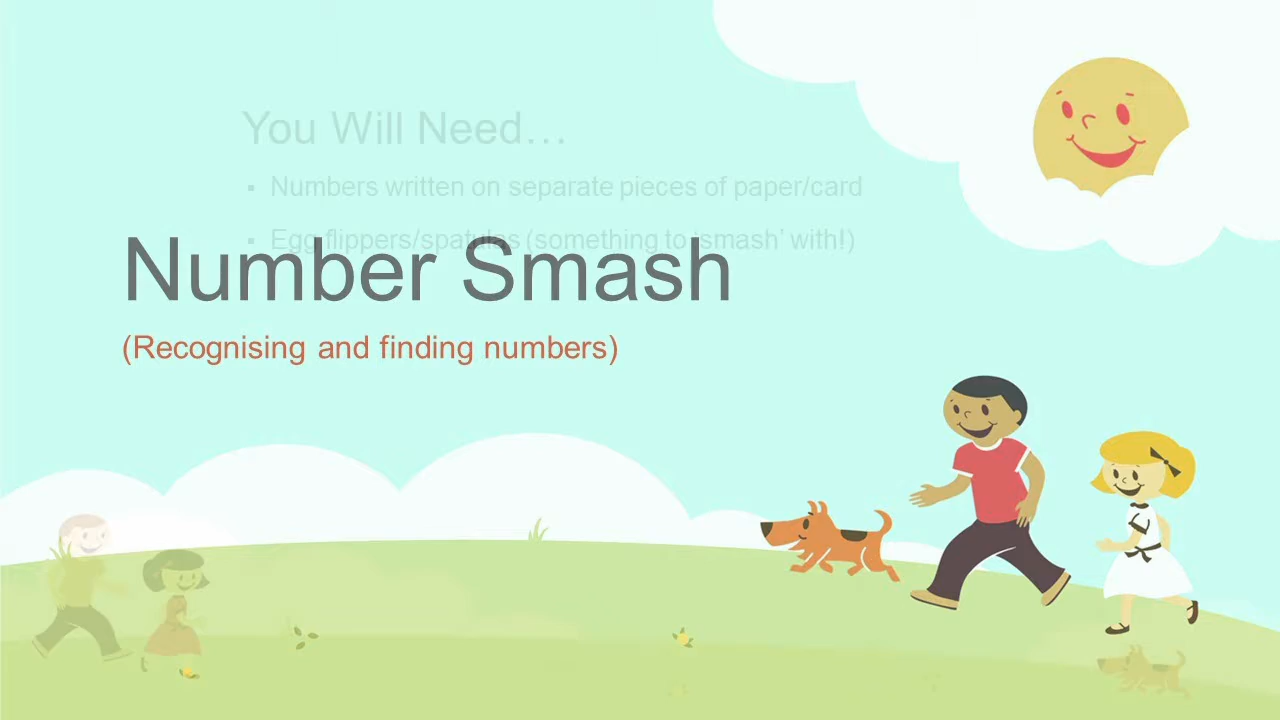 You Will Need…
▪ Numbers written on separate pieces of paper/card
▪ Egg flippers/spatulas (something to ‘smash’ with!)
Number Smash
(Recognising and finding numbers)